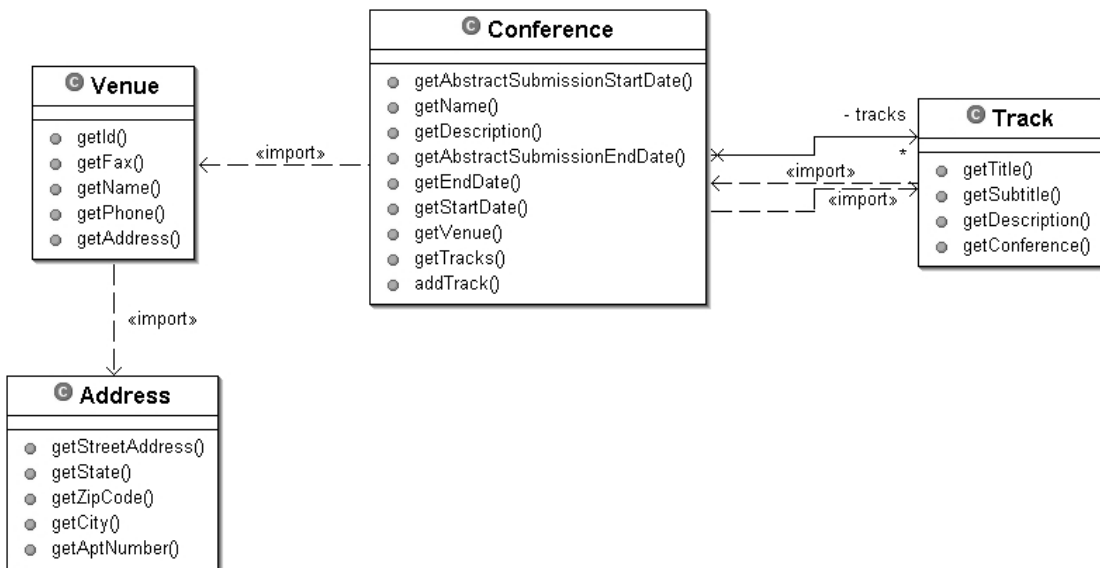 C Conference
getAbstractSubmissionStartDate()
getName()
getDescription()
getAbstractSubmissionEndDate()
getEndDate()
getStartDate()
getVenue()
getTracks()
addTrack()
C Venue
getId()
getFax()
getName()
getPhone()
getAddress()
«import»
- tracks
*
«import»
«import»
C Track
getTitle()
getSubtitle()
getDescription()
getConference()
«import»
C Address
getStreetAddress()
getState()
getZipCode()
getCity()
getAptNumber()